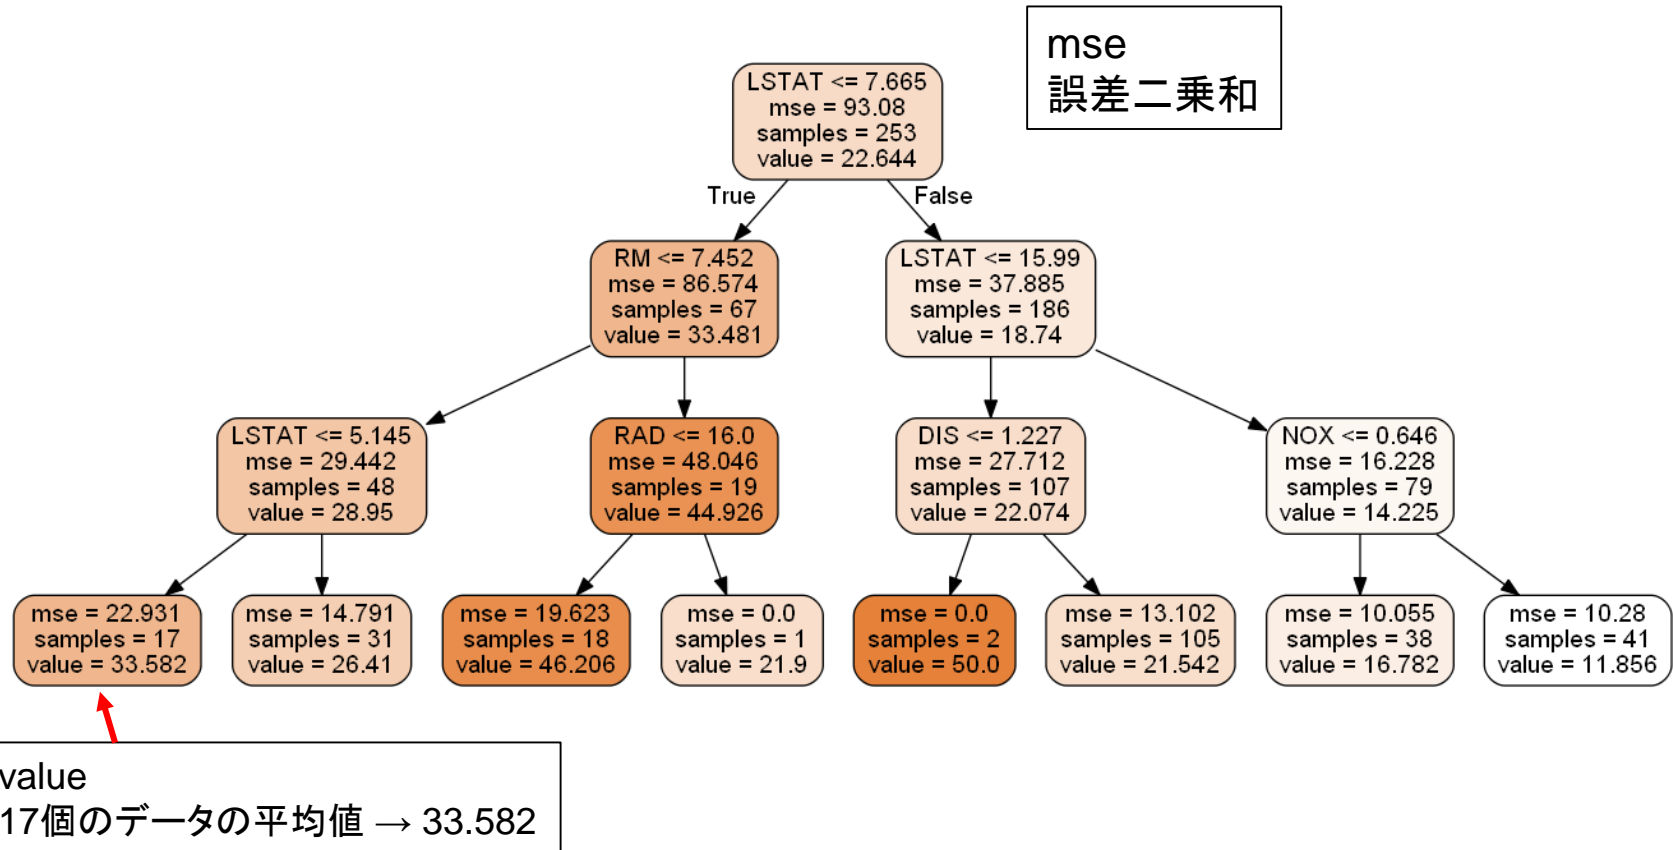 mse
誤差二乗和
LSTAT <= 7.665
mse = 93.08
samples = 253
value = 22.644
True
False
RM <= 7.452
mse = 86.574
samples = 67
value = 33.481
LSTAT <= 15.99
mse = 37.885
samples = 186
value = 18.74
LSTAT <= 5.145
mse = 29.442
samples = 48
value = 28.95
RAD <= 16.0
mse = 48.046
samples = 19
value = 44.926
DIS <= 1.227
mse = 27.712
samples = 107
value = 22.074
NOX <= 0.646
mse = 16.228
samples = 79
value = 14.225
mse = 22.931
samples = 17
value = 33.582
mse = 14.791
samples = 31
value = 26.41
mse = 19.623
samples = 18
value = 46.206
mse = 0.0
samples = 1
value = 21.9
mse = 0.0
samples = 2
value = 50.0
mse = 13.102
samples = 105
value = 21.542
mse = 10.055
samples = 38
value = 16.782
mse = 10.28
samples = 41
value = 11.856
value
17個のデータの平均値 → 33.582